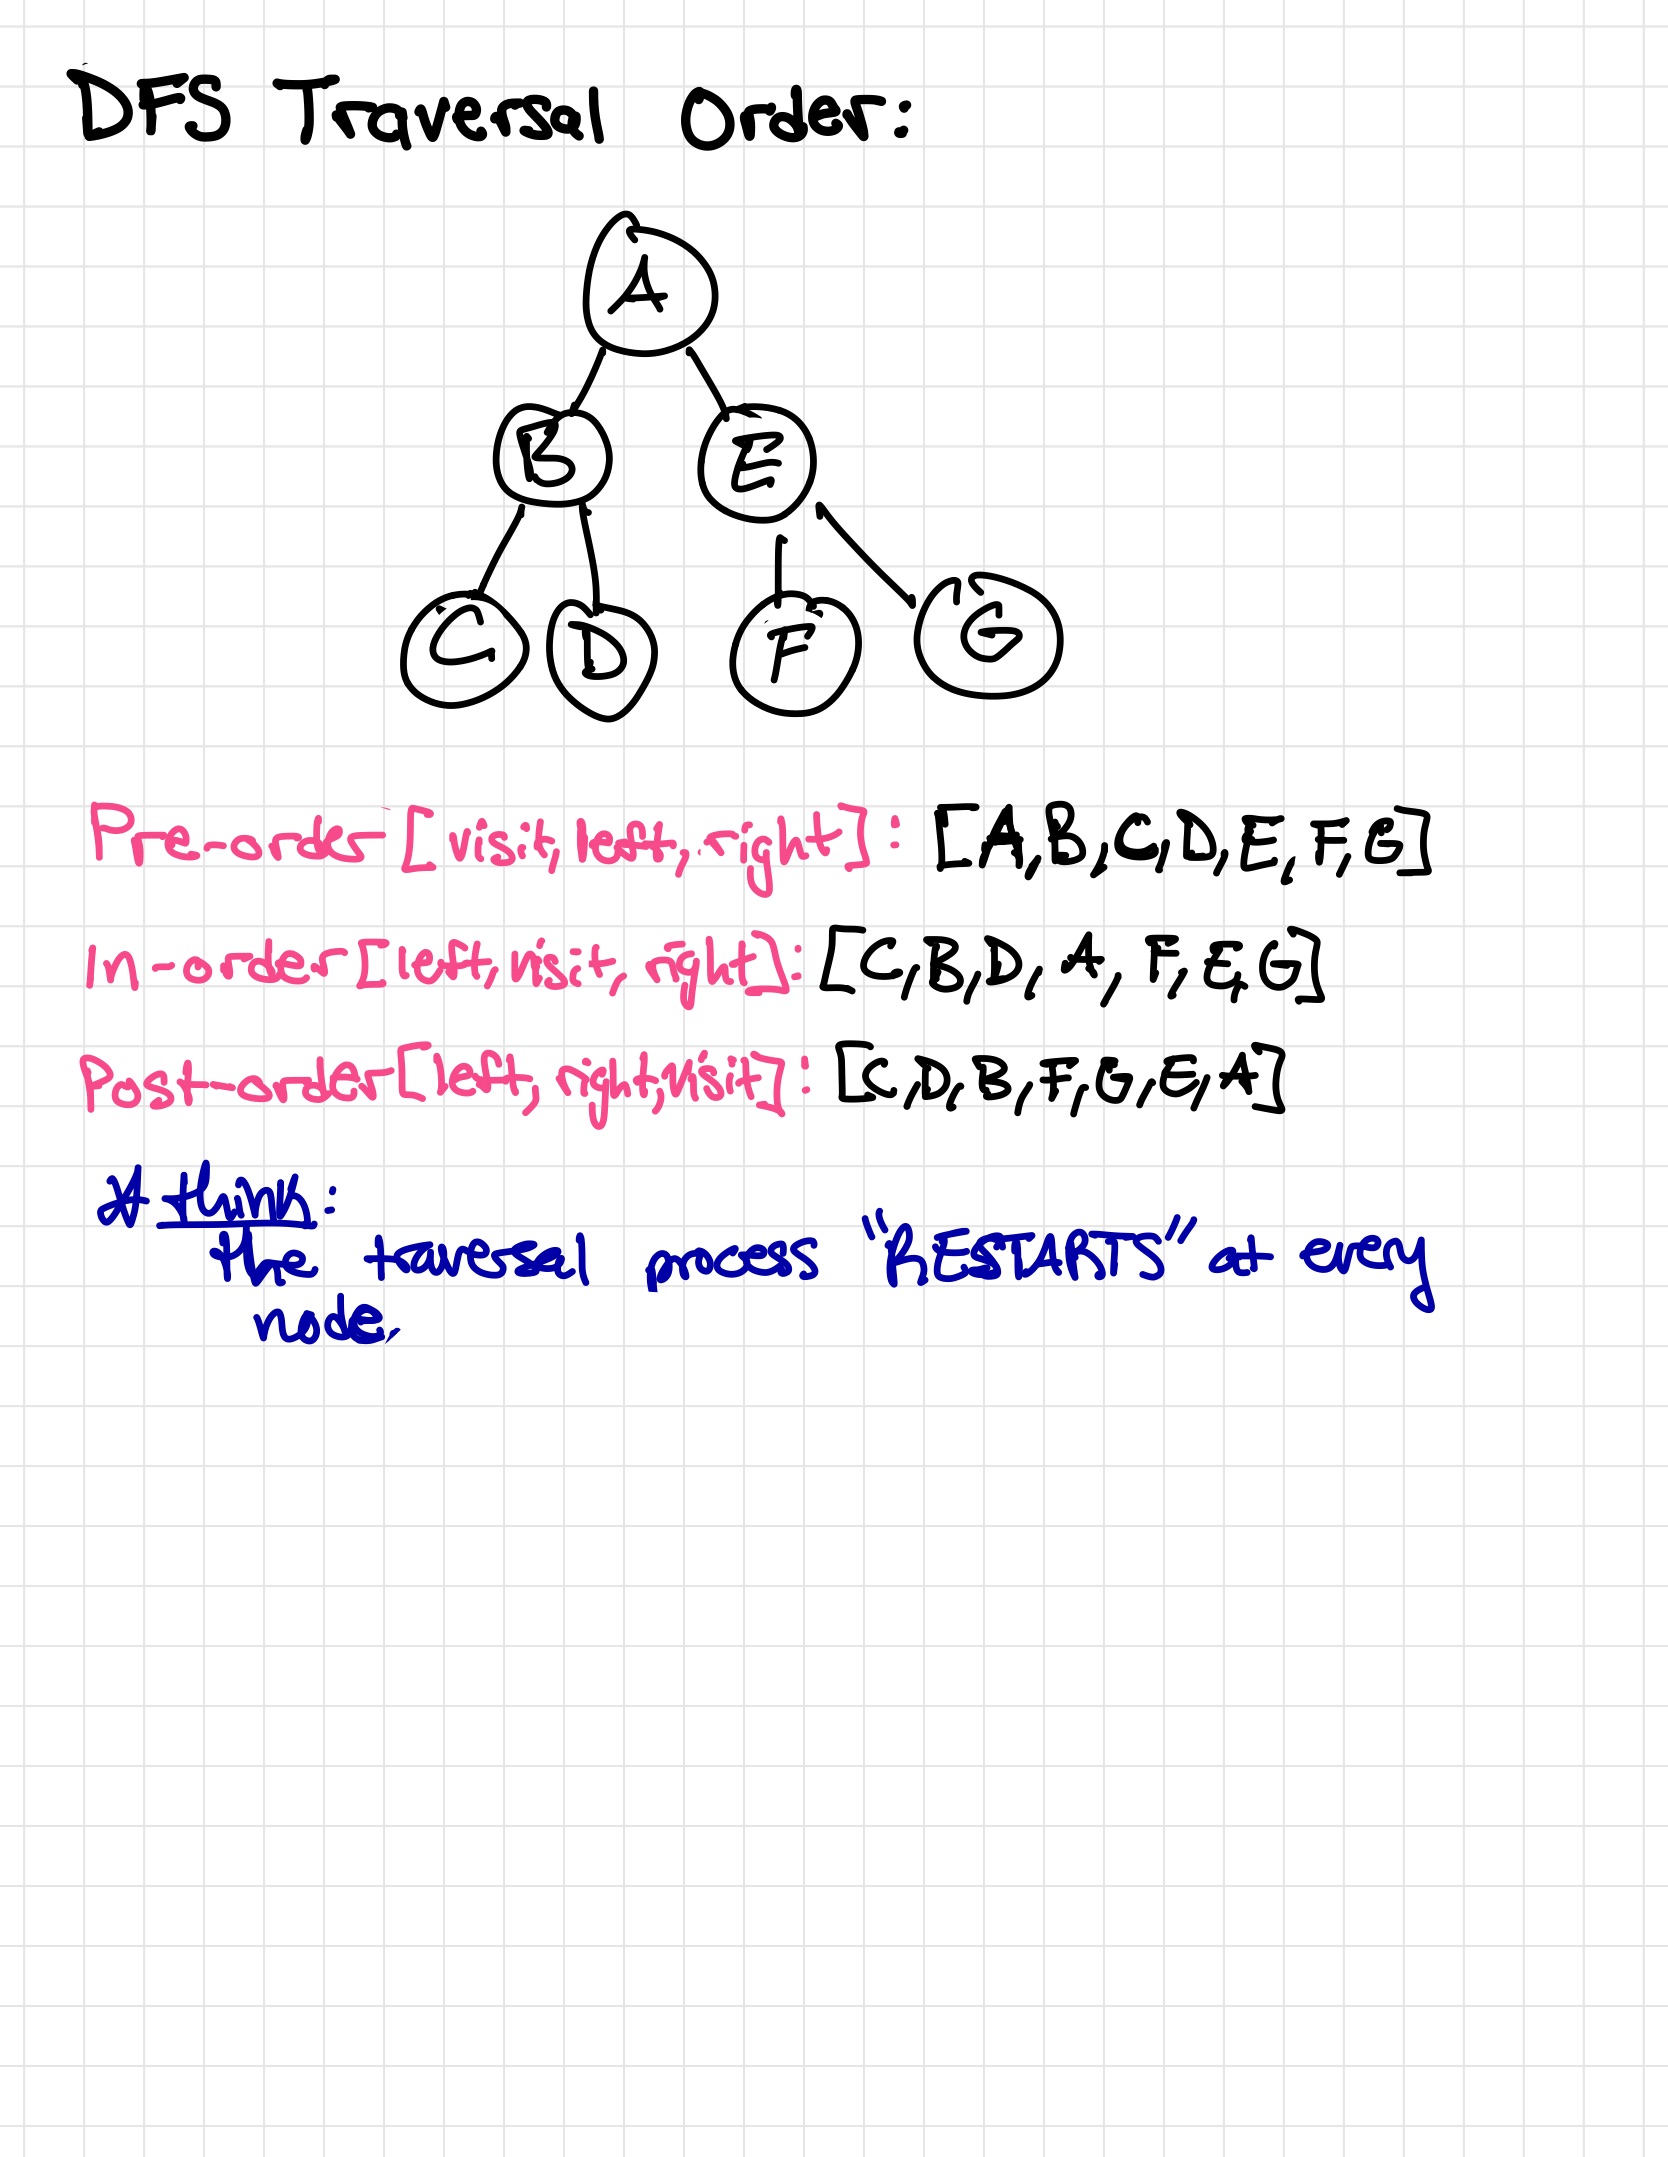 DFS Traversal Order:
A
B E
C D F G
Pre-order [visit, left, right]: [A,B,C,D,E,F,G]
In-order [left, visit, right]: [C,B,D,A,F,E,G]
Post-order [left, right, visit]: [C,D,B,F,G,E,A]
* think:
the traversal process "RESTARTS" at every
node.